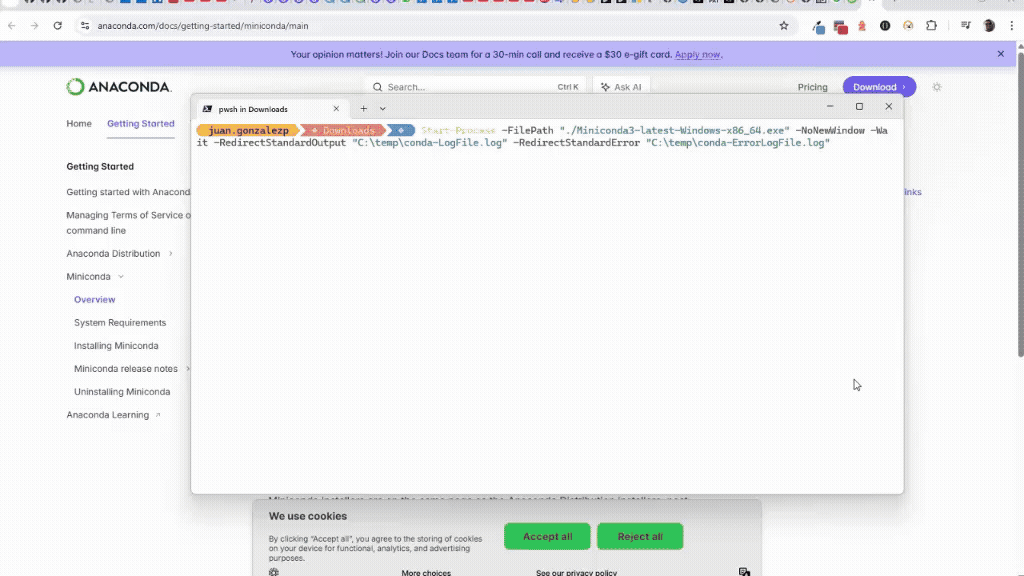 anaconda.com/docs/getting-started/miniconda/main
Your opinion matters! Join our Docs team for a 30-min call and receive a $30 e-gift card. Apply now.
ANACONDA.
Search...
Ctrl K
Ask AI
Pricing
Download
Home
Getting Started
pwsh in Downloads
juan.gonzalezp Downloads Start-Process -FilePath "./Miniconda3-latest-Windows-x86_64.exe" -NoNewWindow -Wa
it -RedirectStandardOutput "C:\temp\conda-LogFile.log" -RedirectStandardError "C:\temp\conda-ErrorLogFile.log"
Getting Started
Getting started with Anacond
Managing Terms of Service o
command line
Anaconda Distribution
Miniconda
Overview
System Requirements
Installing Miniconda
Miniconda release notes
Uninstalling Miniconda
Anaconda Learning
inks
We use cookies
By clicking "Accept all", you agree to the storing of cookies
on your device for functional, analytics, and advertising
purposes.
Accept all
Reject all
More choices
See our privacy policy